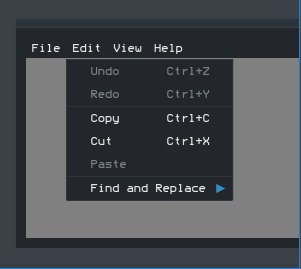 File Edit View Help
Undo Ctrl+Z
Redo Ctrl+Y
Copy Ctrl+C
Cut Ctrl+X
Paste
Find and Replace